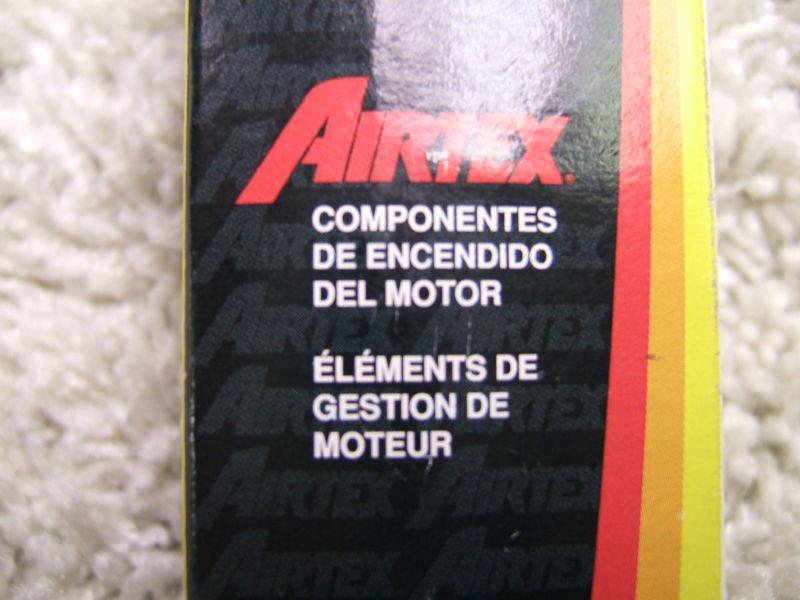 AIRTEX.
COMPONENTES
DE ENCENDIDO
DEL MOTOR
ÉLÉMENTS DE
GESTION DE
MOTEUR